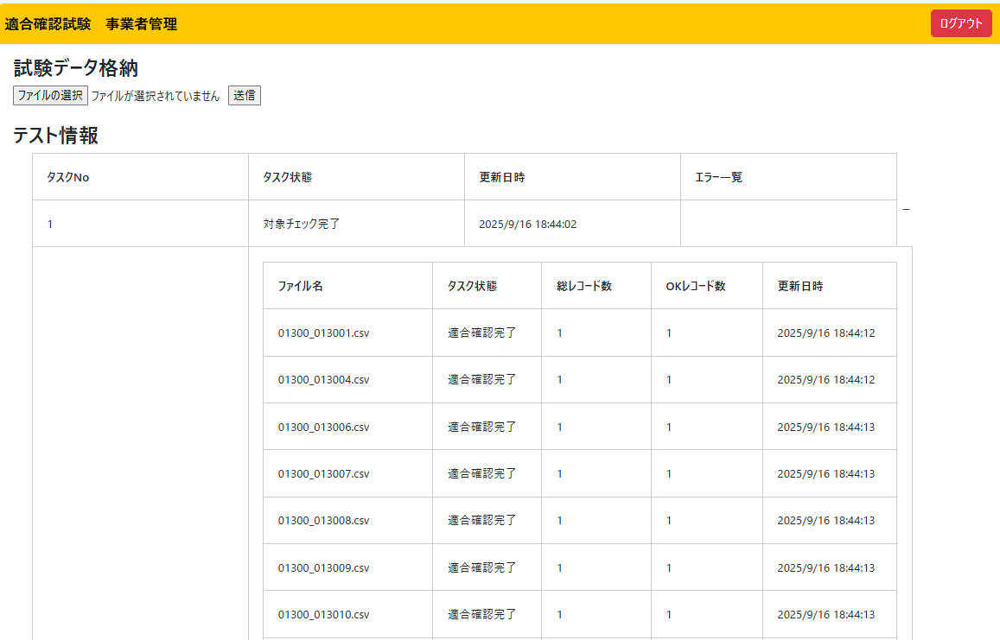 適合確認試験　事業者管理 ログアウト
試験データ格納
ファイルの選択 ファイルが選択されていません 送信
テスト情報
タスクNo タスク状態 更新日時 エラー一覧
1 対象チェック完了 2025/9/16 18:44:02 –
ファイル名 タスク状態 総レコード数 OKレコード数 更新日時
01300_013001.csv 適合確認完了 1 1 2025/9/16 18:44:12
01300_013004.csv 適合確認完了 1 1 2025/9/16 18:44:12
01300_013006.csv 適合確認完了 1 1 2025/9/16 18:44:13
01300_013007.csv 適合確認完了 1 1 2025/9/16 18:44:13
01300_013008.csv 適合確認完了 1 1 2025/9/16 18:44:13
01300_013009.csv 適合確認完了 1 1 2025/9/16 18:44:13
01300_013010.csv 適合確認完了 1 1 2025/9/16 18:44:13